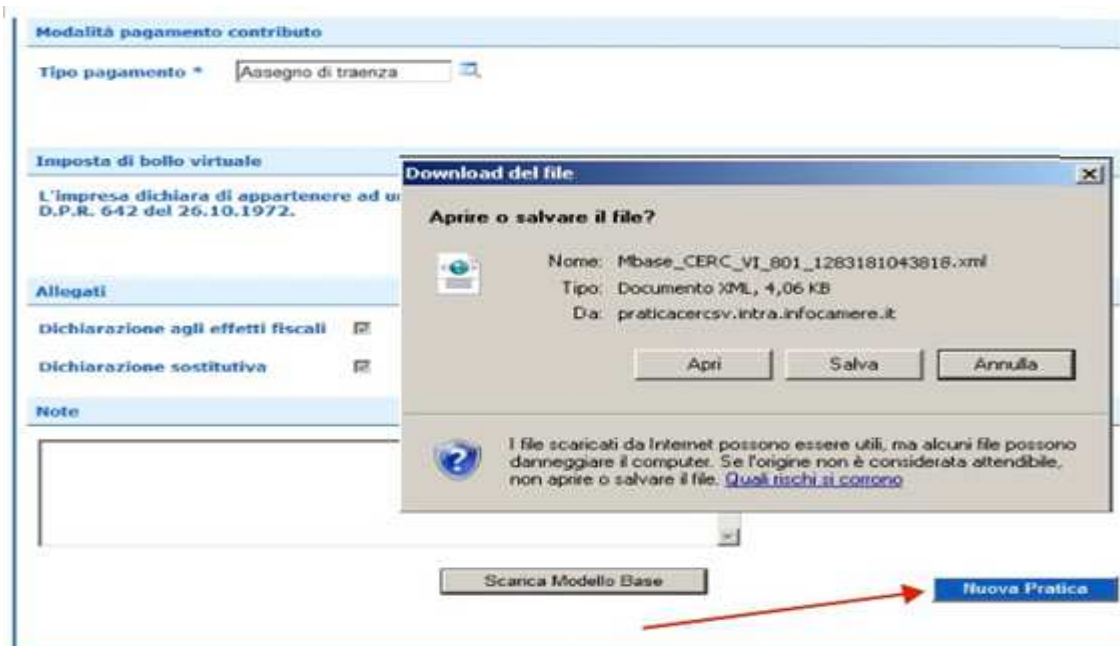 Modalità pagamento contributo
Tipo pagamento * Assegno di traenza
Imposta di bollo virtuale
L'impresa dichiara di appartenere ad un
D.P.R. 642 del 26.10.1972.
Allegati
Dichiarazione agli effetti fiscali
Dichiarazione sostitutiva
Note
Download del file
Aprire o salvare il file?
Nome: Mbase_CERC_VI_801_1283181043818.xml
Tipo: Documento XML, 4,06 KB
Da: praticacercsv.intra.infocamere.it
Apri Salva Annulla
I file scaricati da Internet possono essere utili, ma alcuni file possono
danneggiare il computer. Se l'origine non è considerata attendibile,
non aprire o salvare il file. Quali rischi si corrono
Scarica Modello Base
Nuova Pratica